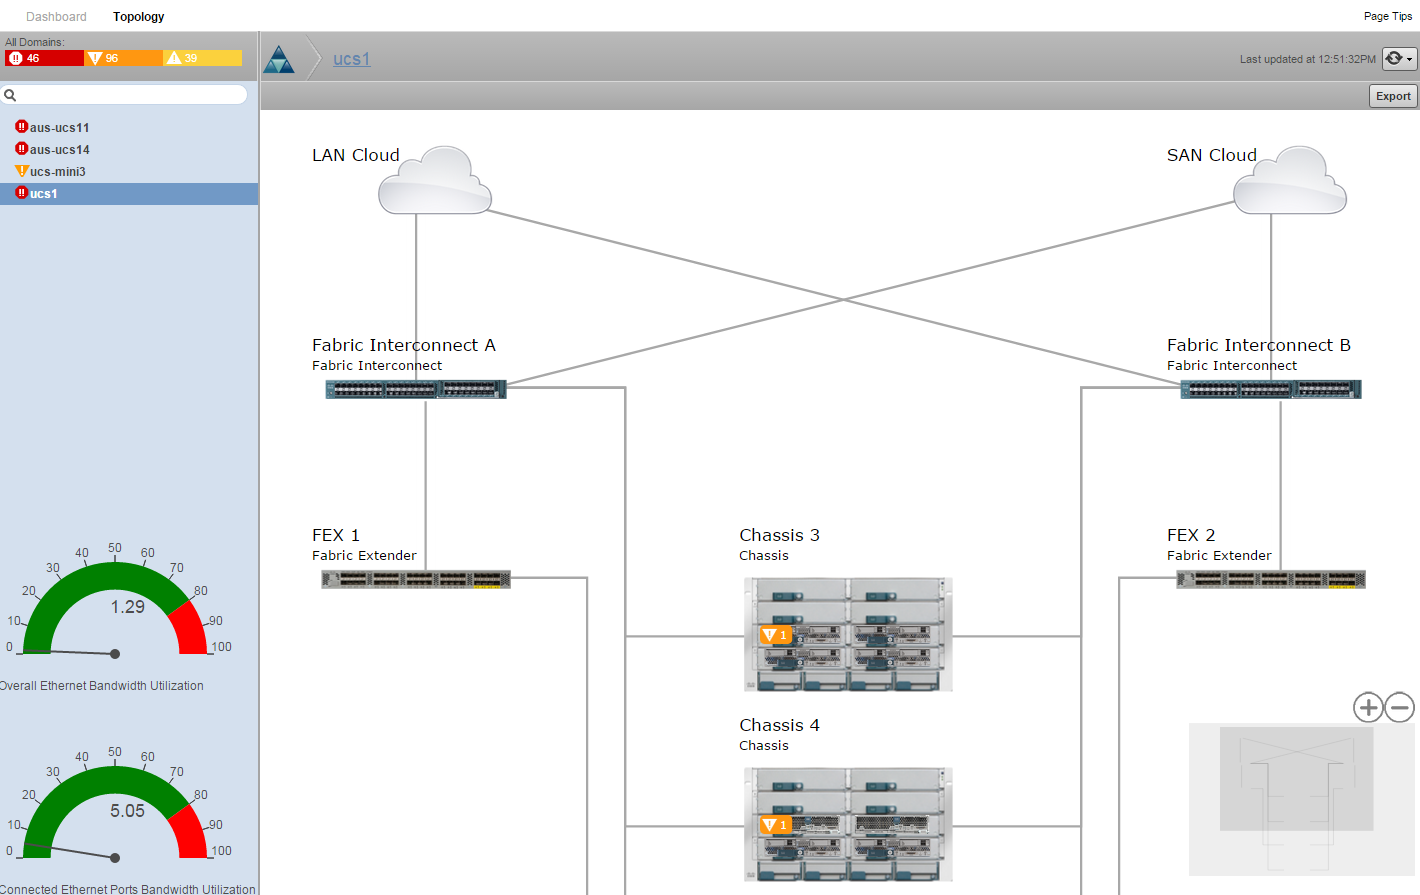 Dashboard Topology Page Tips
All Domains:
46 96 39
ucs1
Last updated at 12:51:32PM
Export
aus-ucs11
aus-ucs14
ucs-mini3
ucs1
LAN Cloud
SAN Cloud
Fabric Interconnect A
Fabric Interconnect
Fabric Interconnect B
Fabric Interconnect
FEX 1
Fabric Extender
Chassis 3
Chassis
1
FEX 2
Fabric Extender
Chassis 4
Chassis
1
0 10 20 30 40 50 60 70 80 90 100
1.29
Overall Ethernet Bandwidth Utilization
0 10 20 30 40 50 60 70 80 90 100
5.05
Connected Ethernet Ports Bandwidth Utilization